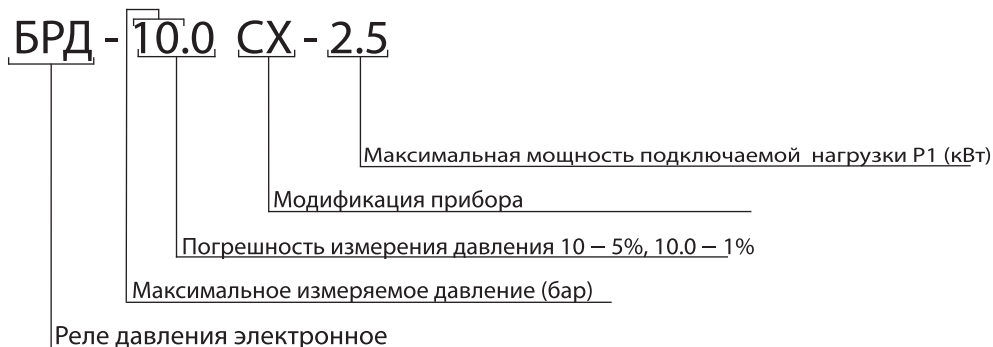 БРД - 10.0 СХ - 2.5
Максимальная мощность подключаемой нагрузки P1 (кВт)
Модификация прибора
Погрешность измерения давления 10 – 5%, 10.0 – 1%
Максимальное измеряемое давление (бар)
Реле давления электронное